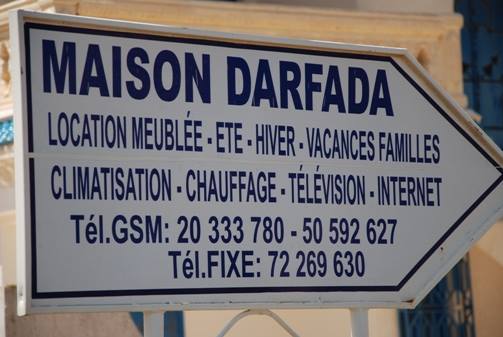 MAISON DARFADA
LOCATION MEUBLÉE - ETE - HIVER - VACANCES FAMILLES
CLIMATISATION - CHAUFFAGE - TÉLÉVISION - INTERNET
Tél.GSM: 20 333 780 - 50 592 627
Tél.FIXE: 72 269 630